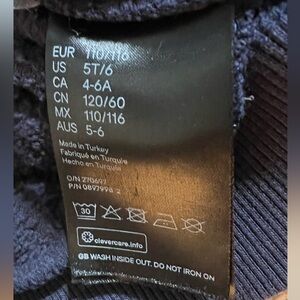 EUR 110/116
US 5T/6
CA 4-6A
CN 120/60
MX 110/116
AUS 5-6
Made in Turkey
Fabriqué en Turquie
Hecho en Turquía
O/N 270697
P/N 0897998 2
30
clevercare.info
GB WASH INSIDE OUT. DO NOT IRON ON